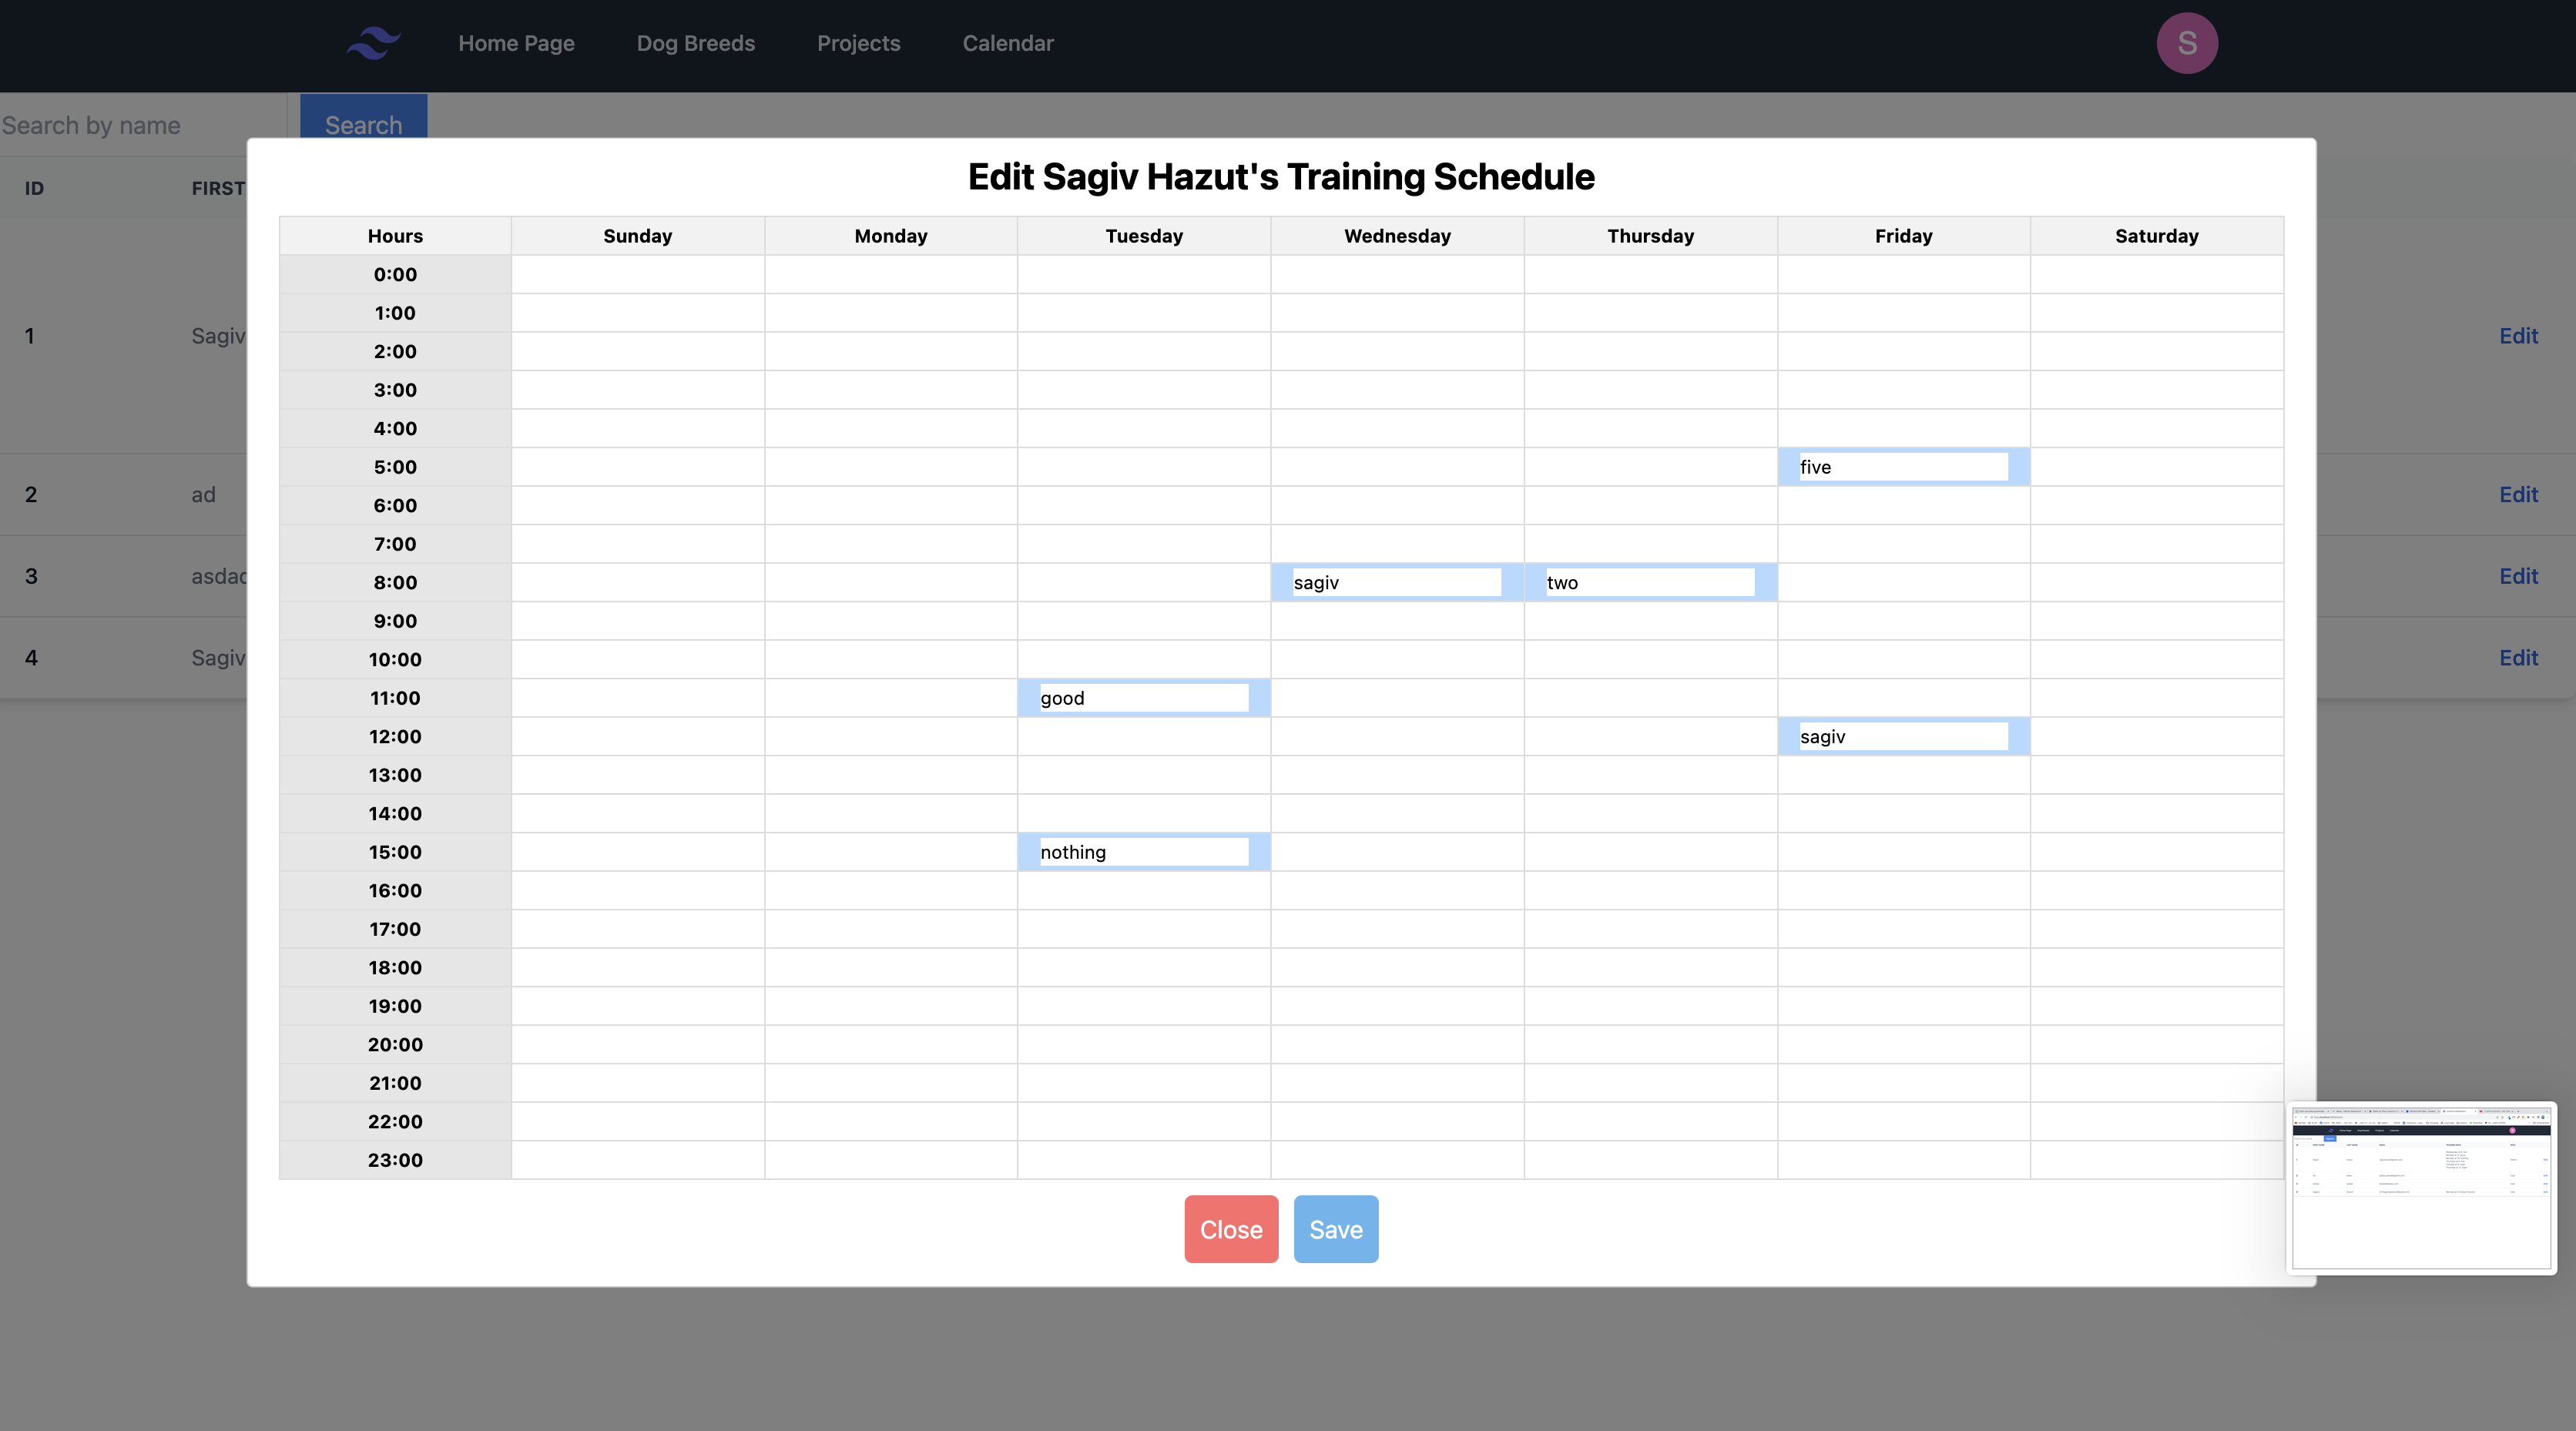 Home Page Dog Breeds Projects Calendar S
Search by name Search
Edit Sagiv Hazut's Training Schedule
ID FIRST
Hours Sunday Monday Tuesday Wednesday Thursday Friday Saturday
0:00
1:00
1 Sagiv Edit
2:00
3:00
4:00
5:00 five
2 ad Edit
6:00
7:00
3 Edit
8:00 sagiv two
9:00
4 Sagiv Edit
10:00
11:00 good
12:00 sagiv
13:00
14:00
15:00 nothing
16:00
17:00
18:00
19:00
20:00
21:00
22:00
23:00
Close Save